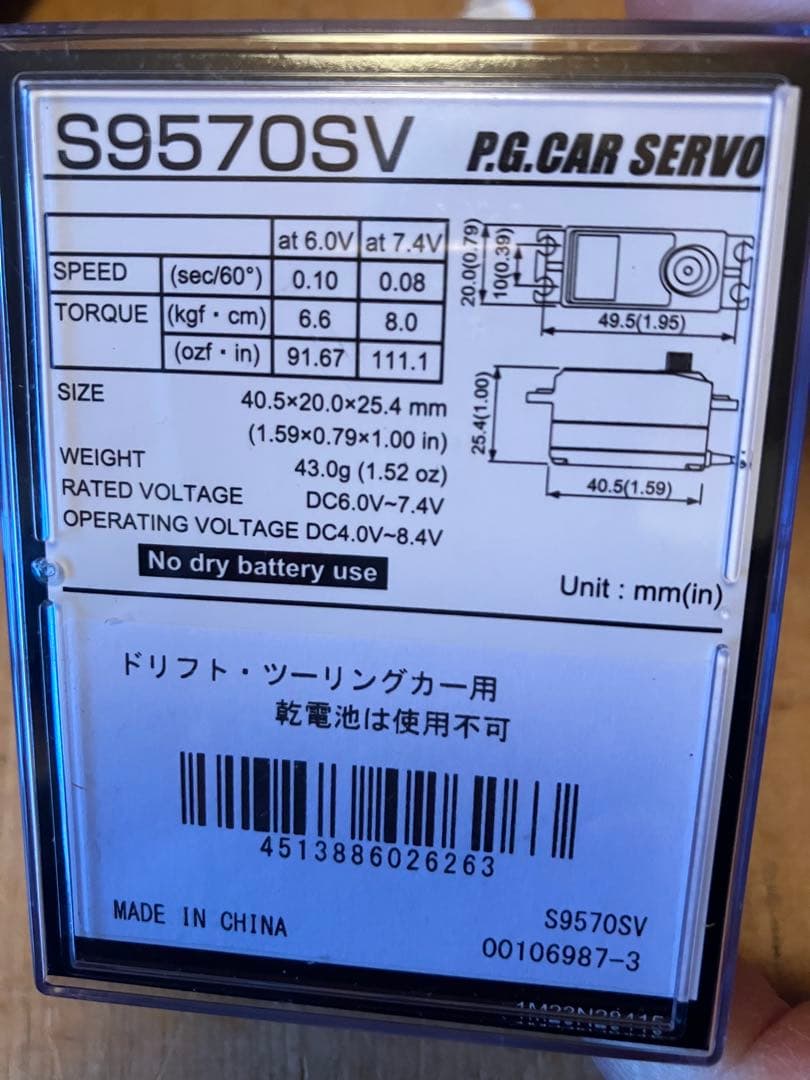 S9570SV P.G.CAR SERVO
at 6.0V at 7.4V
SPEED (sec/60°) 0.10 0.08
TORQUE (kgf・cm) 6.6 8.0
(ozf・in) 91.67 111.1
20.0(0.79)
10(0.39)
49.5(1.95)
25.4(1.00)
40.5(1.59)
SIZE 40.5×20.0×25.4 mm
(1.59×0.79×1.00 in)
WEIGHT 43.0g (1.52 oz)
RATED VOLTAGE DC6.0V~7.4V
OPERATING VOLTAGE DC4.0V~8.4V
No dry battery use
Unit : mm(in)
ドリフト・ツーリングカー用
乾電池は使用不可
4513886026263
MADE IN CHINA
S9570SV
00106987-3